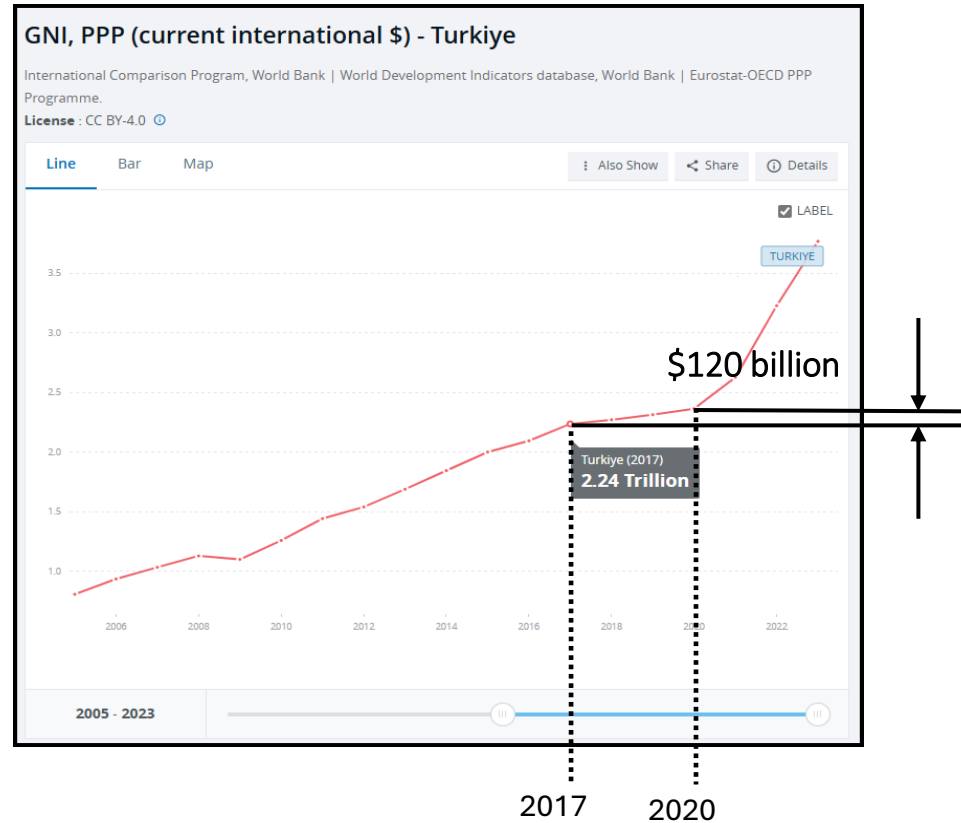 GNI, PPP (current international $) - Turkiye
International Comparison Program, World Bank | World Development Indicators database, World Bank | Eurostat-OECD PPP
Programme.
License : CC BY-4.0
Line Bar Map Also Show Share Details
LABEL
TURKIYE
3.5
3.0
$120 billion
2.5
2.0
Turkiye (2017)
2.24 Trillion
1.5
1.0
2006 2008 2010 2012 2014 2016 2018 2020 2022
2005 - 2023
2017 2020